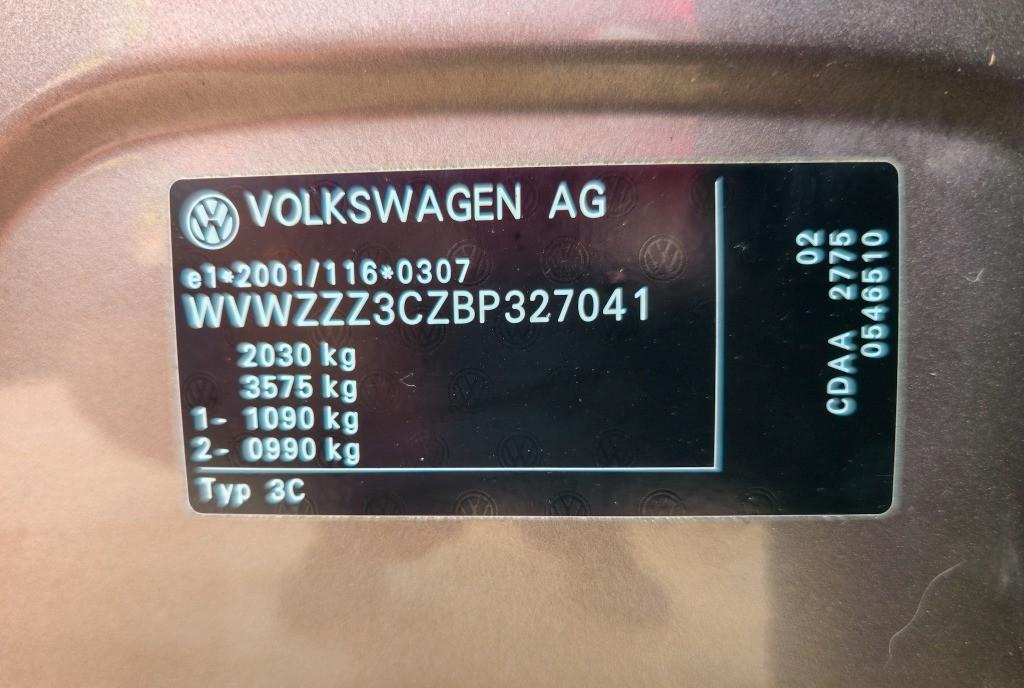 VOLKSWAGEN AG
e1*2001/116*0307
WVWZZZ3CZBP327041
2030 kg
3575 kg
1- 1090 kg
2- 0990 kg
Typ 3C
02
CDAA 2775
0546510